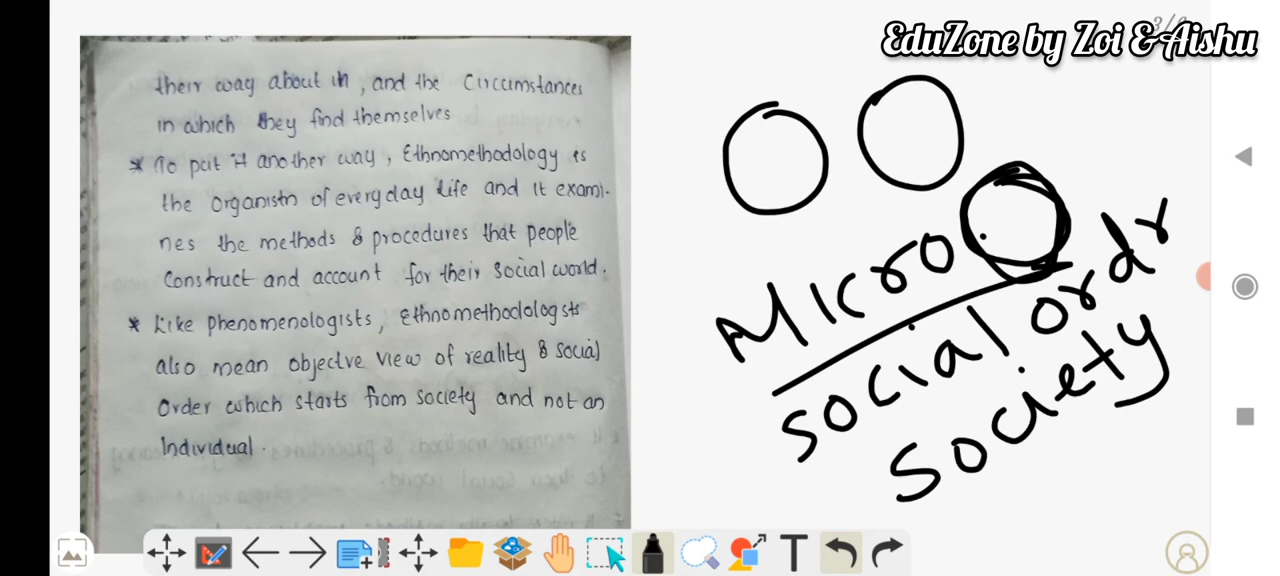 EduZone by Zoi & Aishu
their way about in, and the Circumstances
in which they find themselves
* To put it another way, Ethnomethodology is
the organistn of everyday life and it exami-
nes the methods & procedures that people
Construct and account for their social world.
* Like phenomenologists, Ethnomethodologists
also mean objective view of reality & social
Order which starts from society and not an
Individual.
Micro
social ordr
society
T